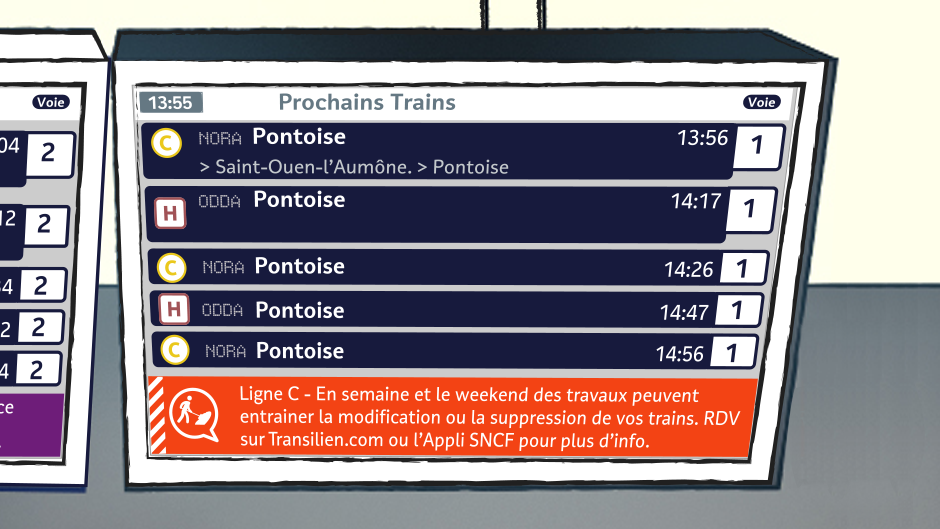 04
2
12
2
34
2
2
2
4
2
ce
Voie
13:55 Prochains Trains Voie
C NORA Pontoise 13:56 1
> Saint-Ouen-l'Aumône. > Pontoise
H ODDA Pontoise 14:17 1
C NORA Pontoise 14:26 1
H ODDA Pontoise 14:47 1
C NORA Pontoise 14:56 1
Ligne C - En semaine et le weekend des travaux peuvent
entrainer la modification ou la suppression de vos trains. RDV
sur Transilien.com ou l'Appli SNCF pour plus d'info.